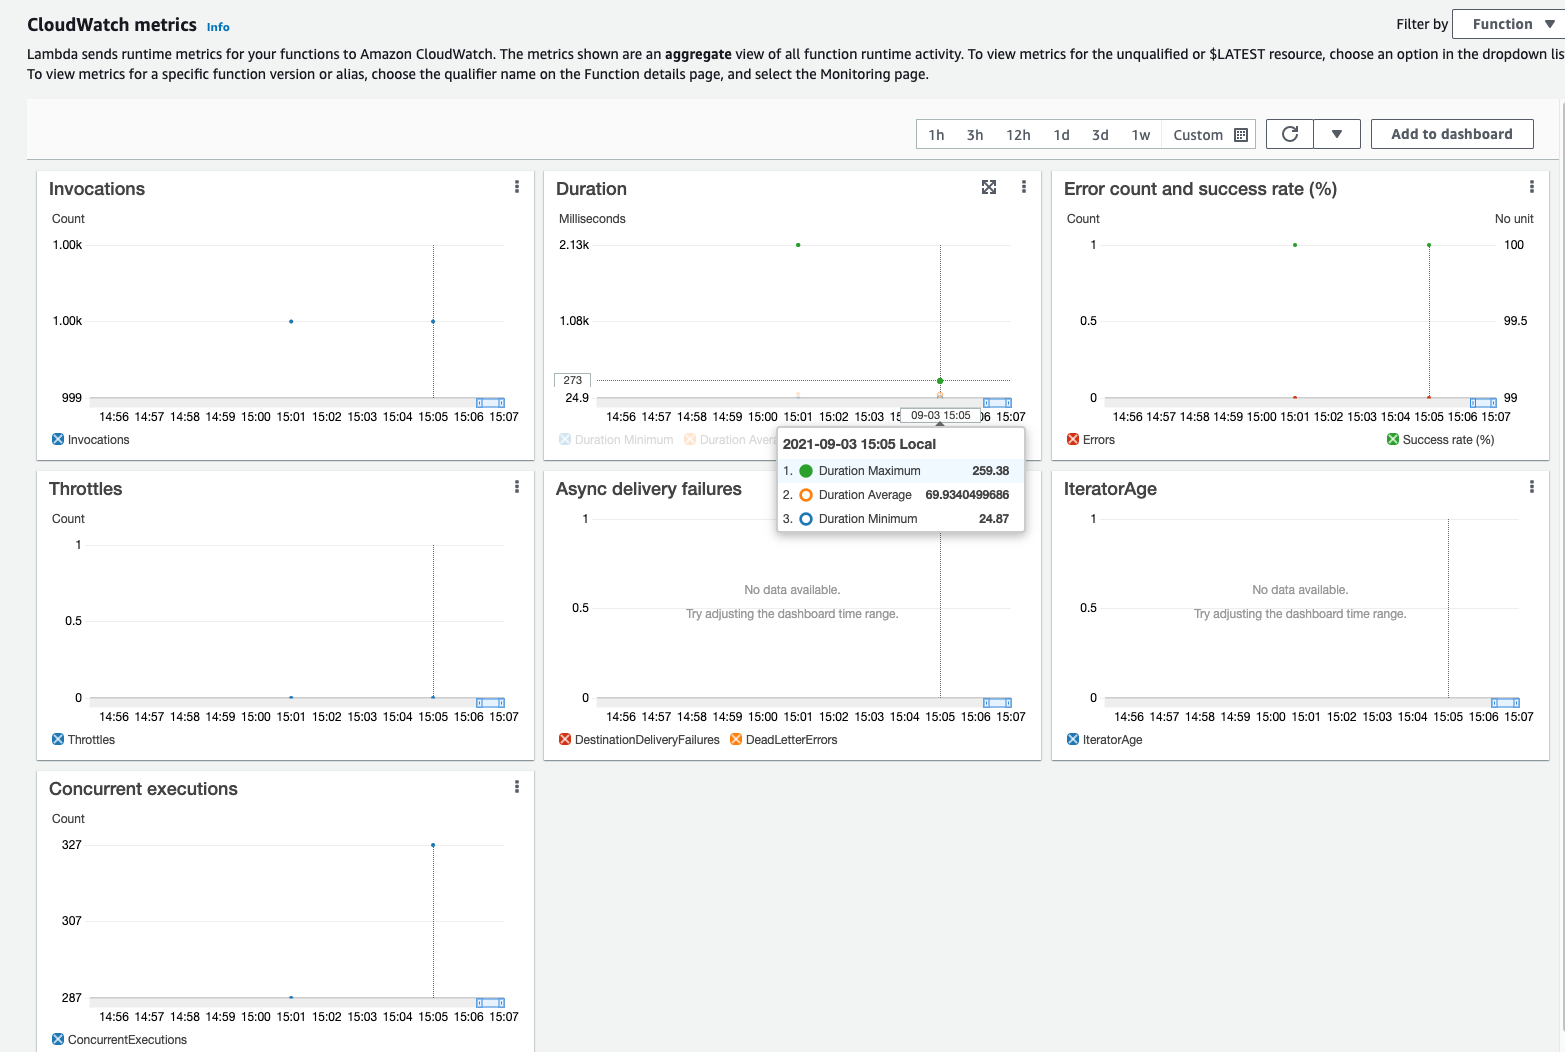 CloudWatch metrics Info
Filter by Function
Lambda sends runtime metrics for your functions to Amazon CloudWatch. The metrics shown are an aggregate view of all function runtime activity. To view metrics for the unqualified or $LATEST resource, choose an option in the dropdown
To view metrics for a specific function version or alias, choose the qualifier name on the Function details page, and select the Monitoring page.
1h 3h 12h 1d 3d 1w Custom
Add to dashboard
Invocations
Count
1.00k
1.00k
999
14:56 14:57 14:58 14:59 15:00 15:01 15:02 15:03 15:04 15:05 15:06 15:07
Invocations
Duration
Milliseconds
2.13k
1.08k
273
24.9
14:56 14:57 14:58 14:59 15:00 15:01 15:02 15:03 09-03 15:05 15:07
Duration Minimum Duration
2021-09-03 15:05 Local
1. Duration Maximum 259.38
2. Duration Average 69.9340499686
3. Duration Minimum 24.87
Error count and success rate (%)
Count No unit
1 100
0.5 99.5
0 99
14:56 14:57 14:58 14:59 15:00 15:01 15:02 15:03 15:04 15:05 15:06 15:07
Errors Success rate (%)
Throttles
Count
1
0.5
0
14:56 14:57 14:58 14:59 15:00 15:01 15:02 15:03 15:04 15:05 15:06 15:07
Throttles
Async delivery failures
1
No data available.
0.5
Try adjusting the dashboard time range.
0
14:56 14:57 14:58 14:59 15:00 15:01 15:02 15:03 15:04 15:05 15:06 15:07
DestinationDeliveryFailures DeadLetterErrors
IteratorAge
1
No data available.
0.5
Try adjusting the dashboard time range.
0
14:56 14:57 14:58 14:59 15:00 15:01 15:02 15:03 15:04 15:05 15:06 15:07
IteratorAge
Concurrent executions
Count
327
307
287
14:56 14:57 14:58 14:59 15:00 15:01 15:02 15:03 15:04 15:05 15:06 15:07
ConcurrentExecutions